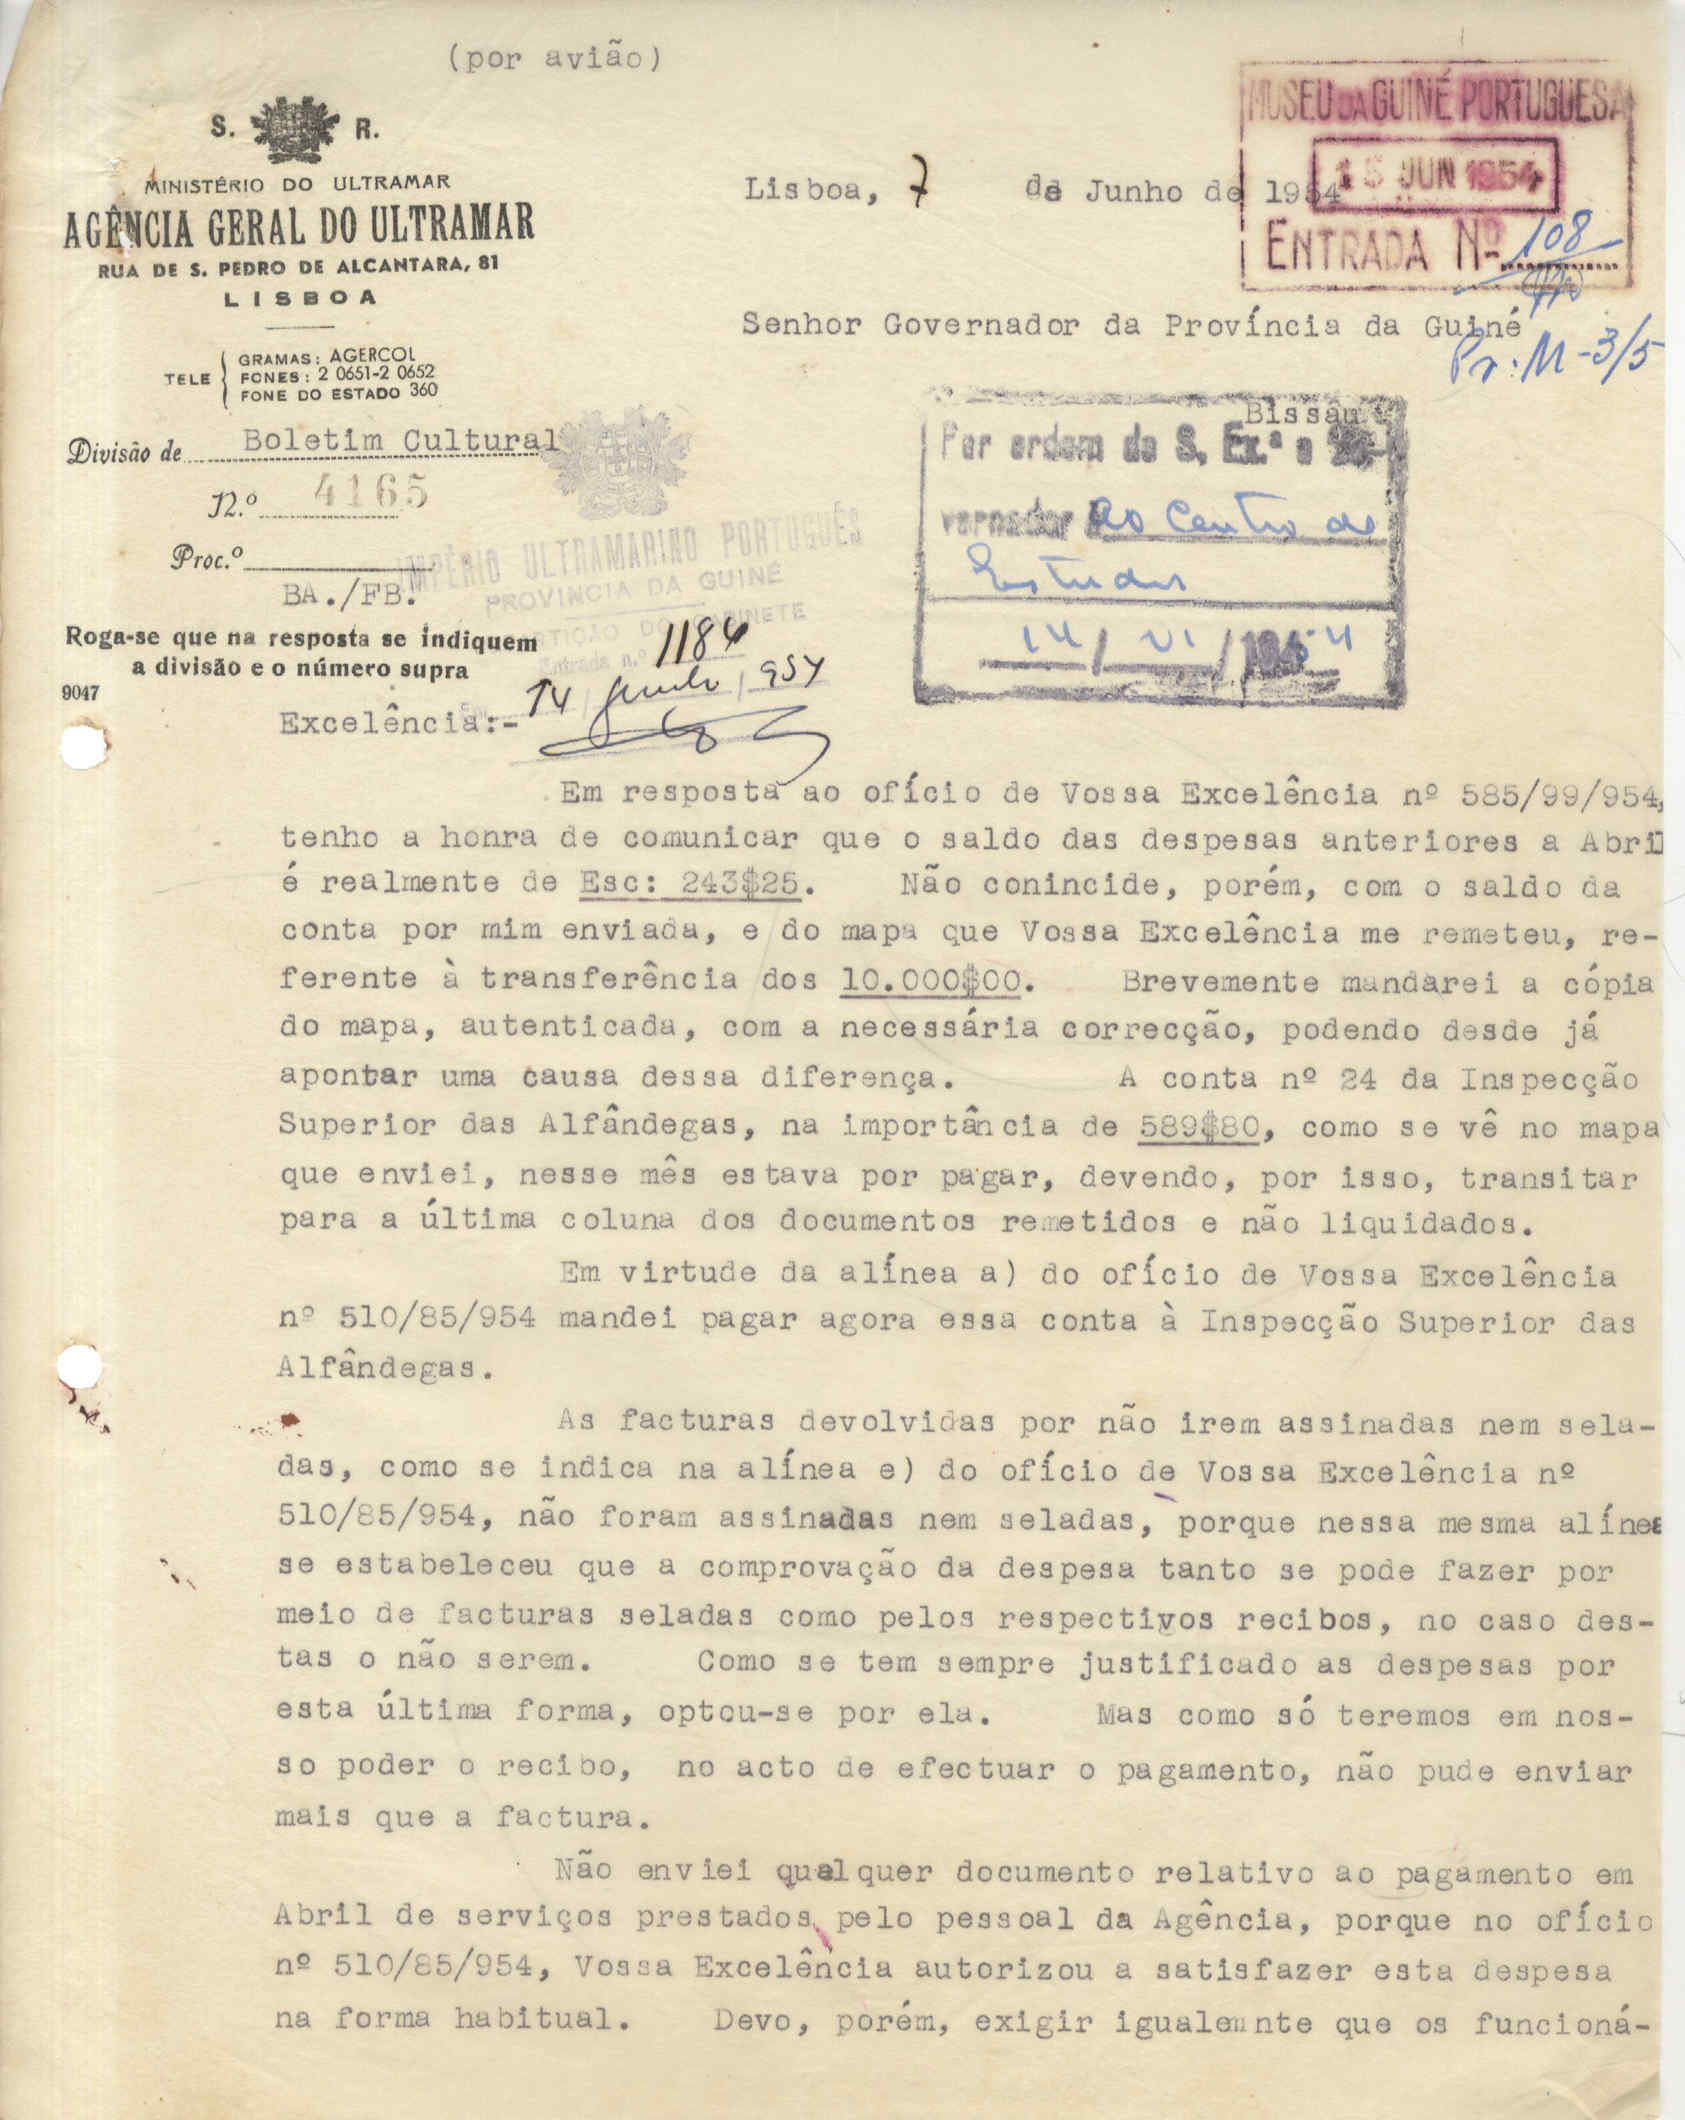 (por avião)
S. R.
MINISTÉRIO DO ULTRAMAR
AGÊNCIA GERAL DO ULTRAMAR
RUA DE S. PEDRO DE ALCANTARA, 81
LISBOA
TELE
GRAMAS: AGERCOL
FONES: 2 0651-2 0652
FONE DO ESTADO 360
Divisão de Boletim Cultural
N.º 4165
Proc.º
BA./FB.
Roga-se que na resposta se indiquem
a divisão e o número supra
9047
MUSEU DA GUINÉ PORTUGUESA
15 JUN 1954
ENTRADA Nº 108
Lisboa, 7 de Junho de 1954
Senhor Governador da Província da Guiné
Pr: M-3/5
Bissau
Por ordem de S. Ex.ª o Go-
vernador Ao Centro de
Estudos
14/VI/1954
IMPÉRIO ULTRAMARINO PORTUGUÊS
PROVINCIA DA GUINÉ
REPARTIÇÃO DO GABINETE
Entrada n.º 1184
14 / Junho / 954
Excelência:-
Em resposta ao ofício de Vossa Excelência nº 585/99/954,
tenho a honra de comunicar que o saldo das despesas anteriores a Abril
é realmente de Esc: 243$25. Não conincide, porém, com o saldo da
conta por mim enviada, e do mapa que Vossa Excelência me remeteu, re-
ferente à transferência dos 10.000$00. Brevemente mandarei a cópia
do mapa, autenticada, com a necessária correcção, podendo desde já
apontar uma causa dessa diferença. A conta nº 24 da Inspecção
Superior das Alfândegas, na importância de 589$80, como se vê no mapa
que enviei, nesse mês estava por pagar, devendo, por isso, transitar
para a última coluna dos documentos remetidos e não liquidados.
Em virtude da alínea a) do ofício de Vossa Excelência
nº 510/85/954 mandei pagar agora essa conta à Inspecção Superior das
Alfândegas.
As facturas devolvidas por não irem assinadas nem sela-
das, como se indica na alínea e) do ofício de Vossa Excelência nº
510/85/954, não foram assinadas nem seladas, porque nessa mesma alínea
se estabeleceu que a comprovação da despesa tanto se pode fazer por
meio de facturas seladas como pelos respectivos recibos, no caso des-
tas o não serem. Como se tem sempre justificado as despesas por
esta última forma, optou-se por ela. Mas como só teremos em nos-
so poder o recibo, no acto de efectuar o pagamento, não pude enviar
mais que a factura.
Não enviei qualquer documento relativo ao pagamento em
Abril de serviços prestados pelo pessoal da Agência, porque no ofício
nº 510/85/954, Vossa Excelência autorizou a satisfazer esta despesa
na forma habitual. Devo, porém, exigir igualemnte que os funcioná-